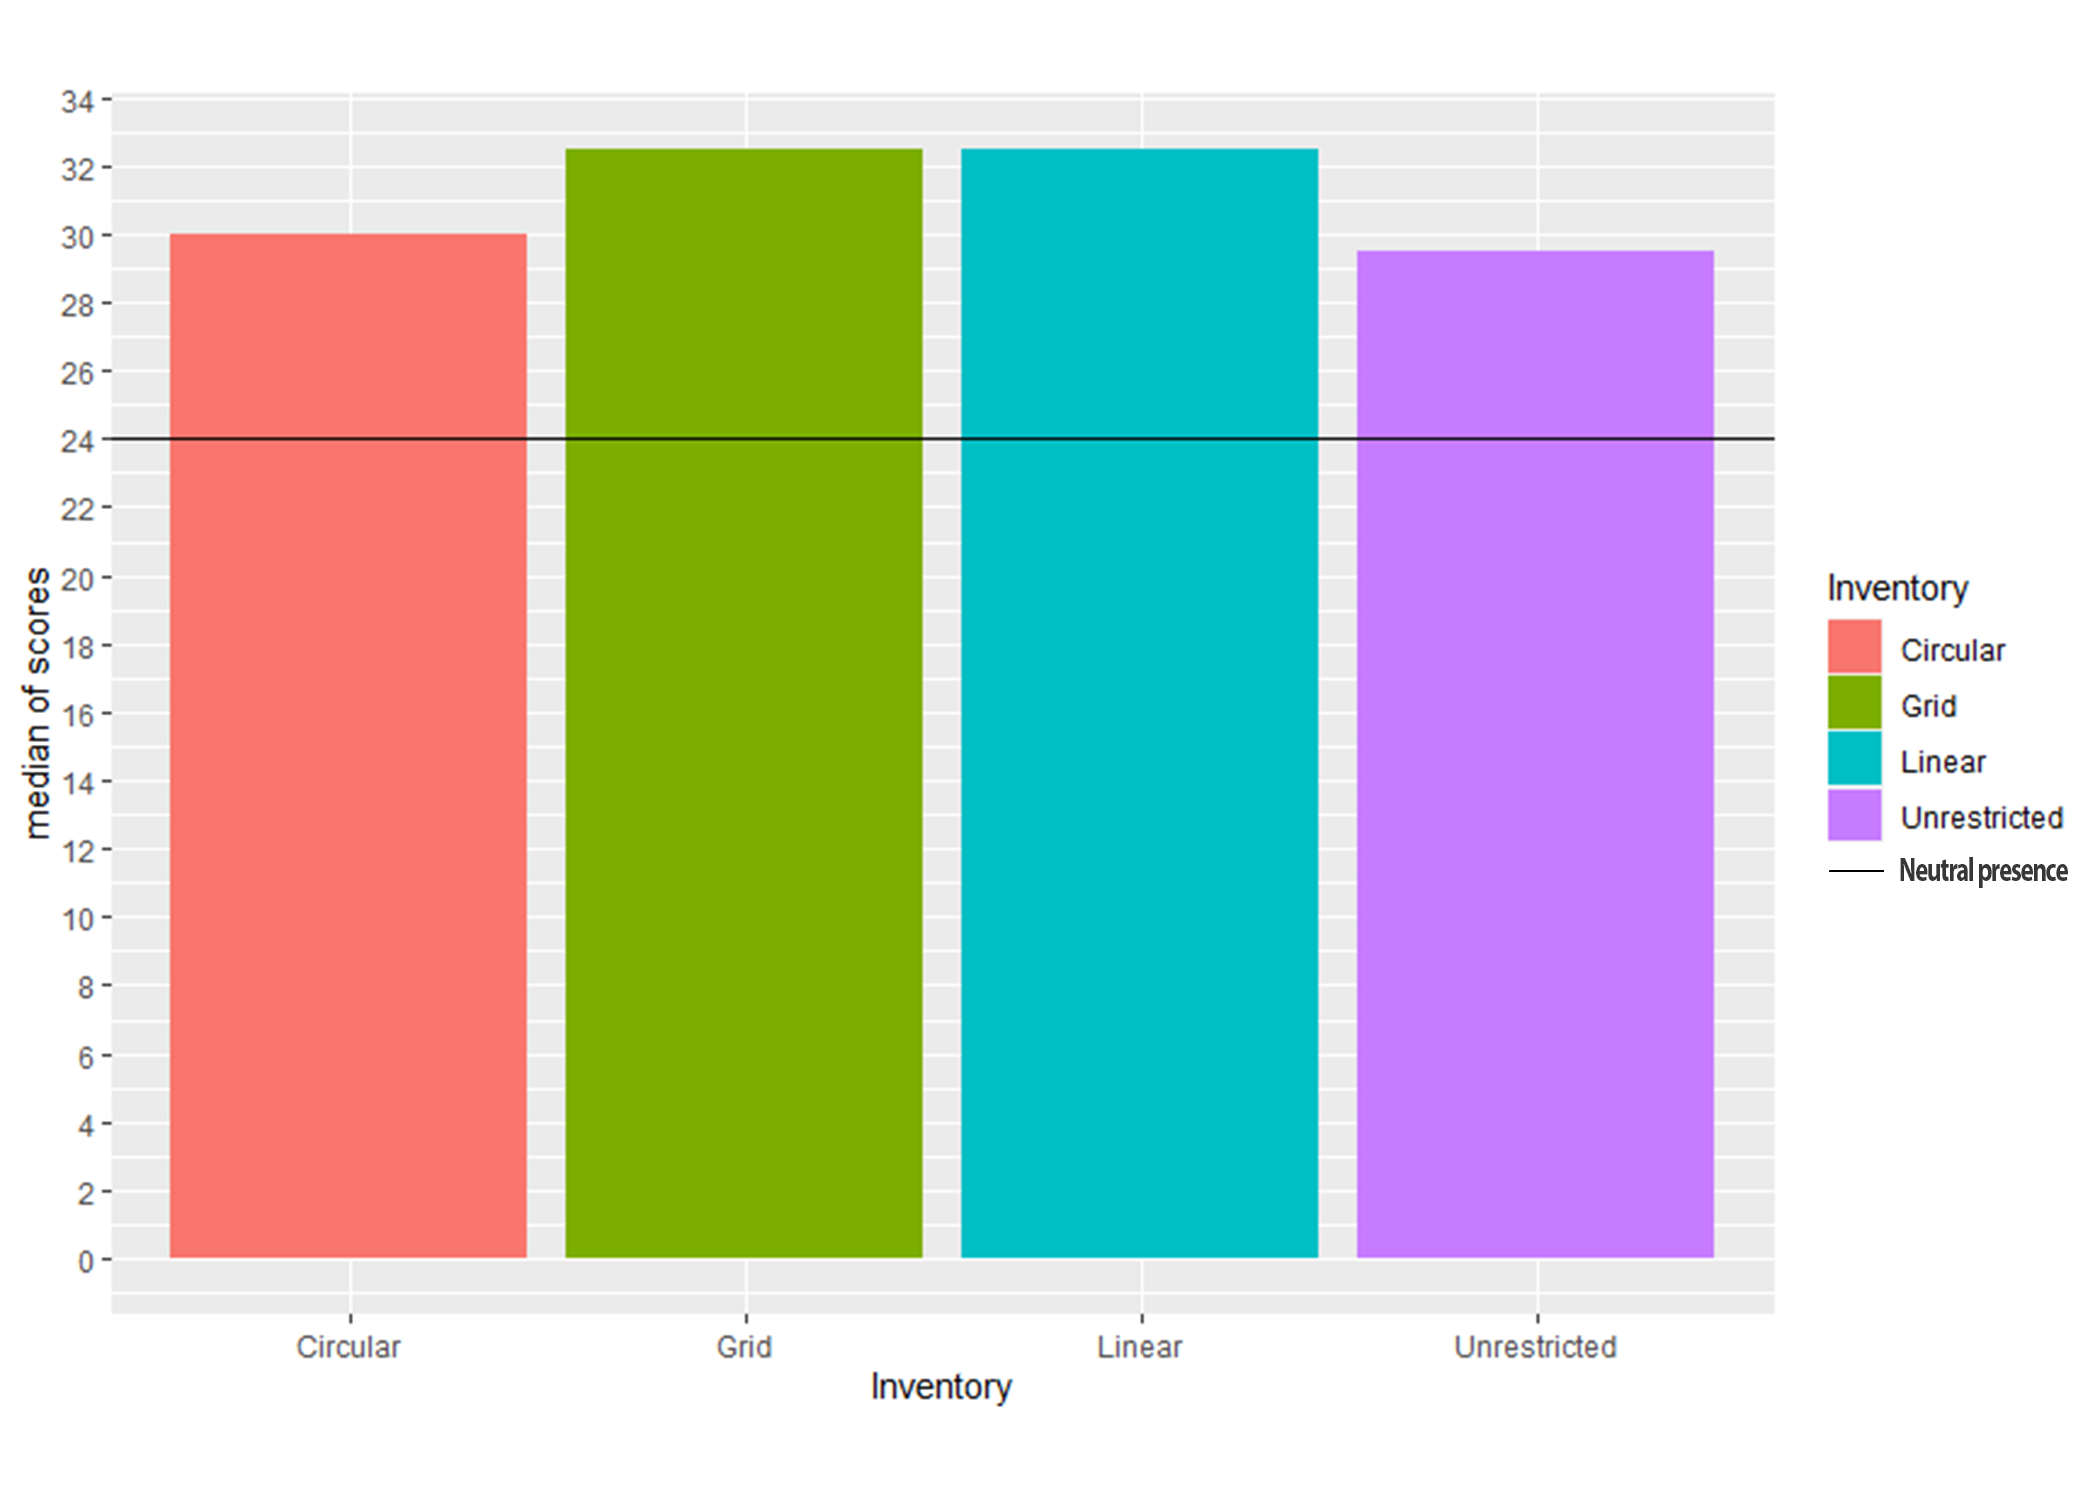 34
32
30
28
26
24
22
20
18
16
14
12
10
8
6
4
2
0
median of scores
Circular
Grid
Linear
Unrestricted
Inventory
Inventory
Circular
Grid
Linear
Unrestricted
Neutral presence